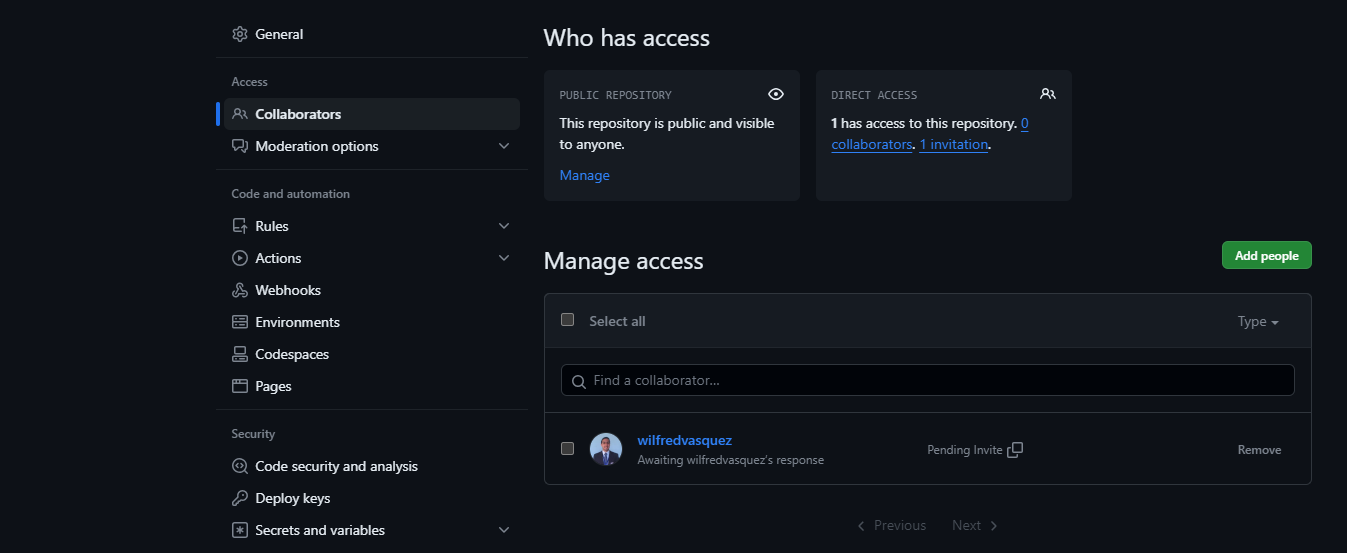 General
Access
Collaborators
Moderation options
Code and automation
Rules
Actions
Webhooks
Environments
Codespaces
Pages
Security
Code security and analysis
Deploy keys
Secrets and variables
Who has access
PUBLIC REPOSITORY
This repository is public and visible
to anyone.
Manage
DIRECT ACCESS
1 has access to this repository. 0
collaborators. 1 invitation.
Manage access
Add people
Select all
Type
Find a collaborator...
wilfredvasquez
Awaiting wilfredvasquez's response
Pending Invite
Remove
Previous Next